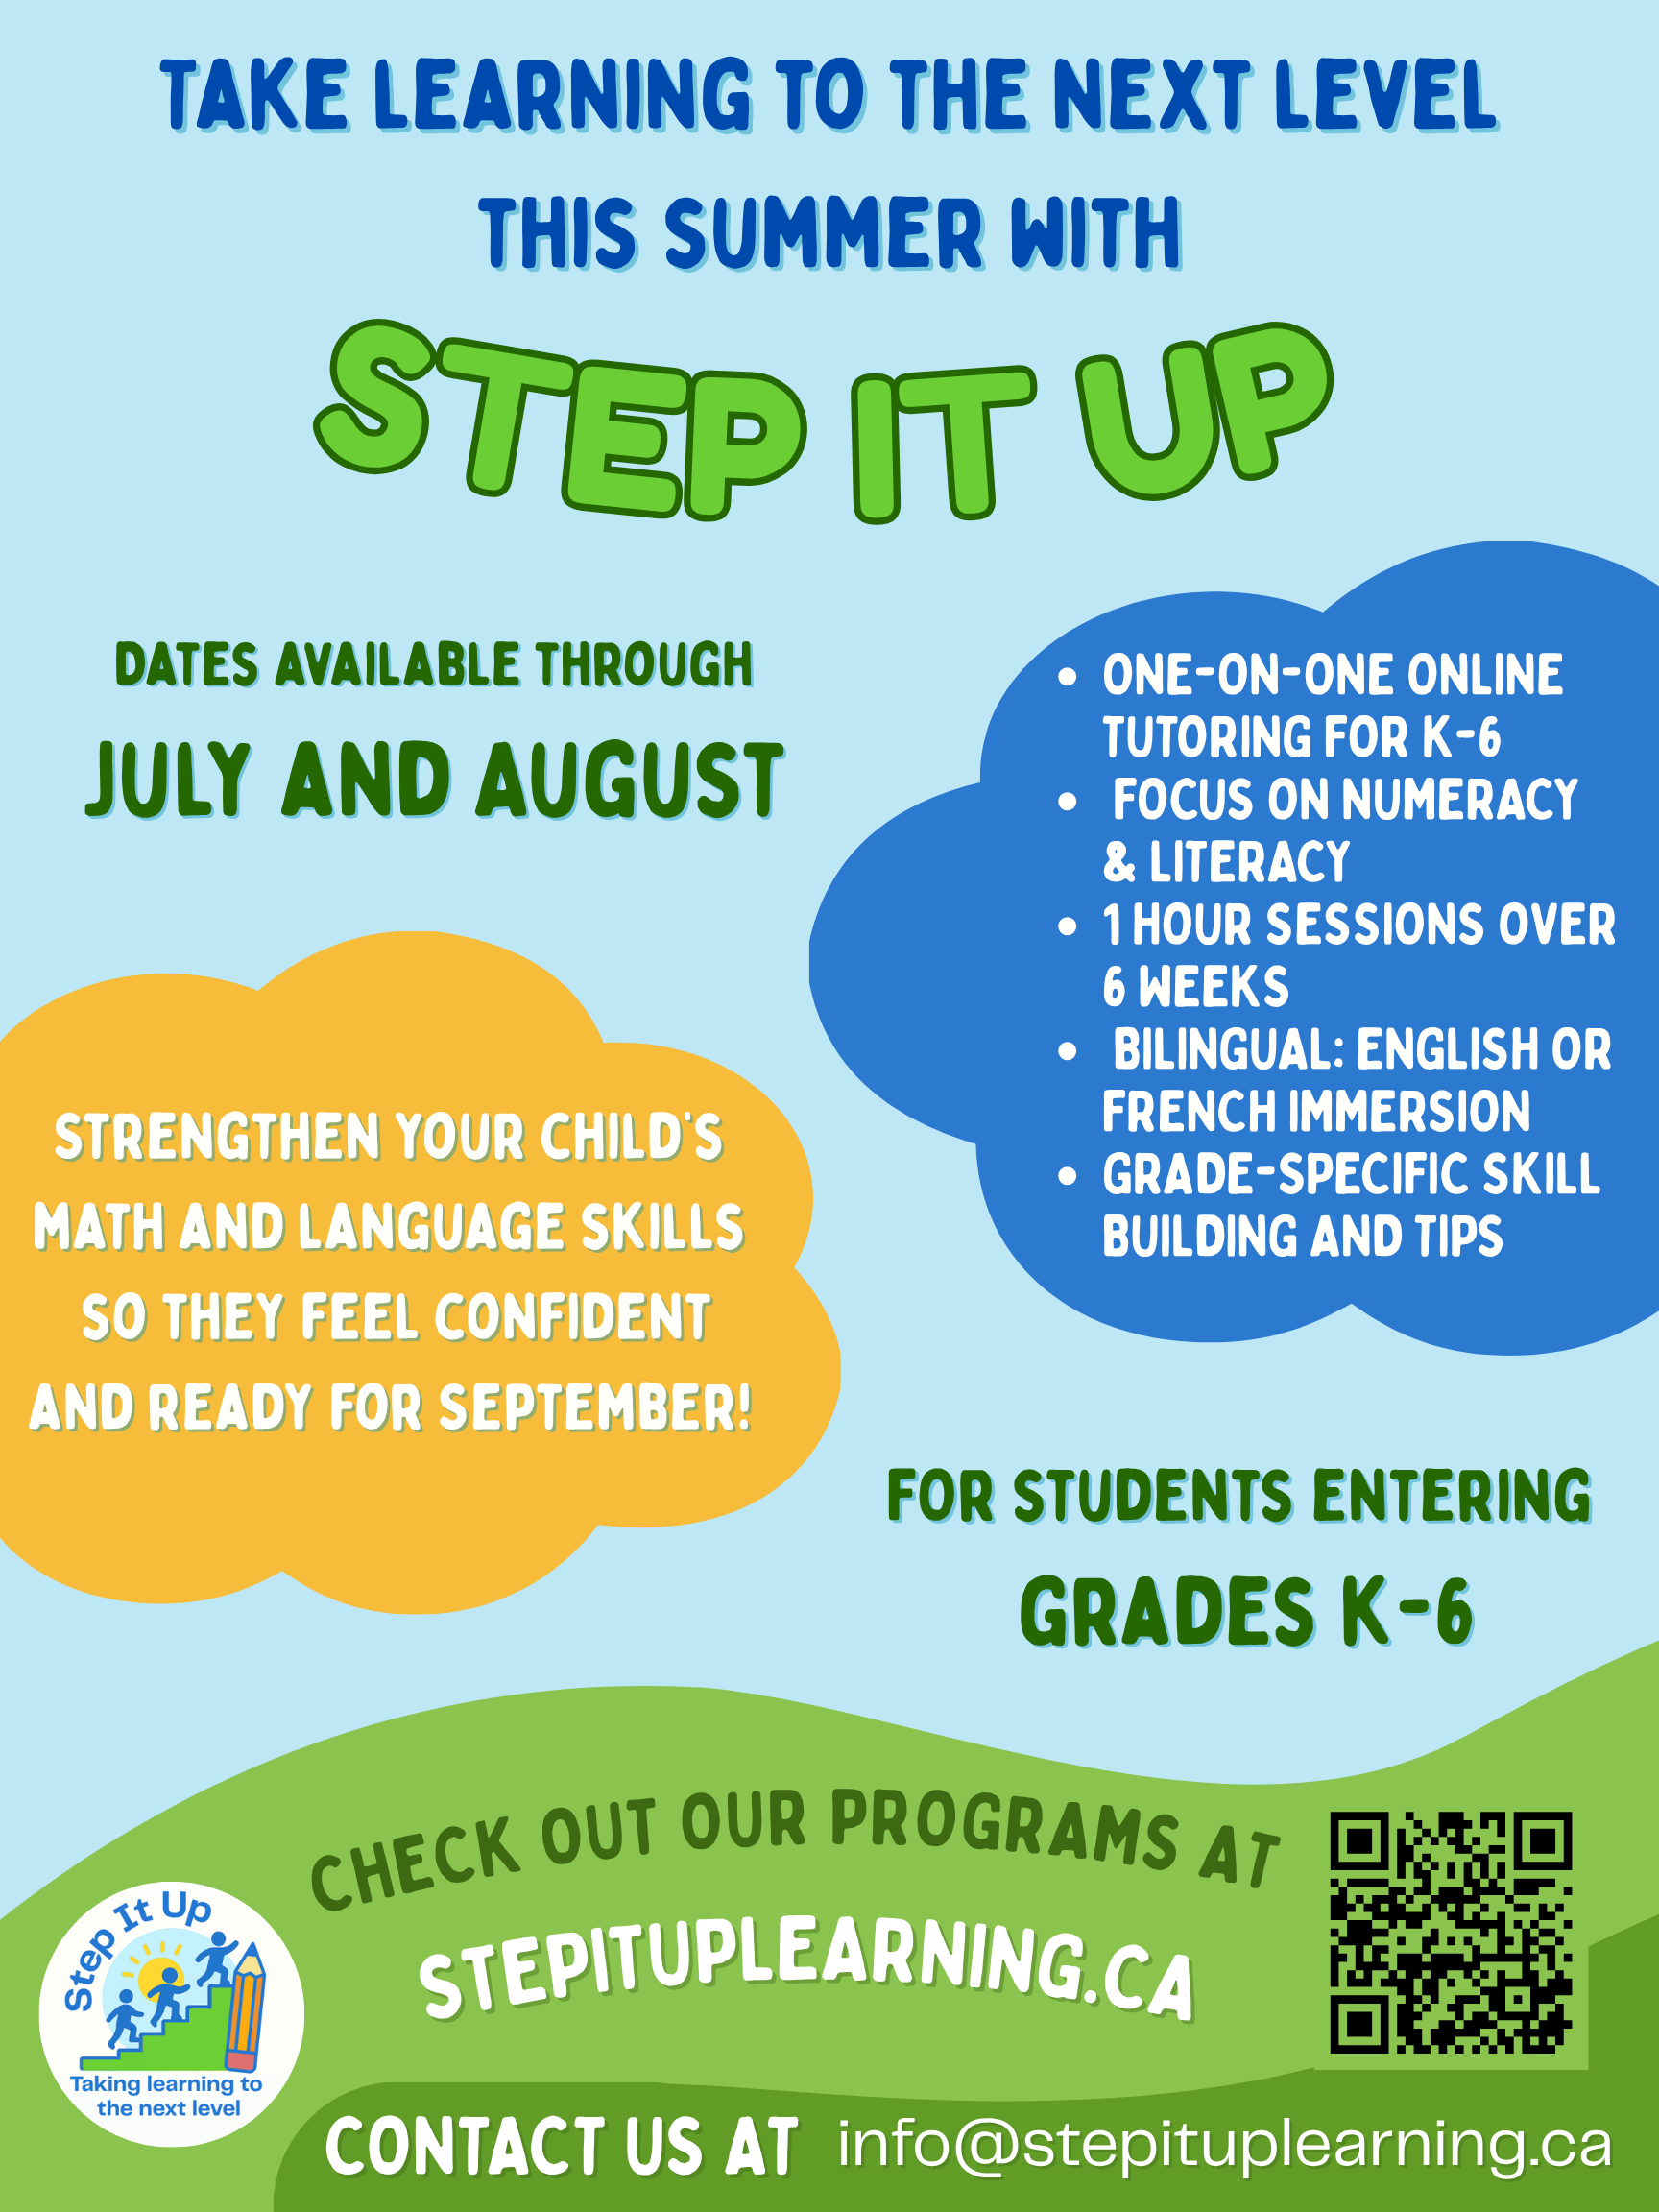 TAKE LEARNING TO THE NEXT LEVEL
THIS SUMMER WITH
STEP IT UP
DATES AVAILABLE THROUGH
JULY AND AUGUST
• ONE-ON-ONE ONLINE
TUTORING FOR K-6
• FOCUS ON NUMERACY
& LITERACY
• 1 HOUR SESSIONS OVER
6 WEEKS
• BILINGUAL: ENGLISH OR
FRENCH IMMERSION
• GRADE-SPECIFIC SKILL
BUILDING AND TIPS
STRENGTHEN YOUR CHILD'S
MATH AND LANGUAGE SKILLS
SO THEY FEEL CONFIDENT
AND READY FOR SEPTEMBER!
FOR STUDENTS ENTERING
GRADES K-6
CHECK OUT OUR PROGRAMS AT
STEPITUPLEARNING.CA
Step It Up
Taking learning to
the next level
CONTACT US AT info@stepituplearning.ca